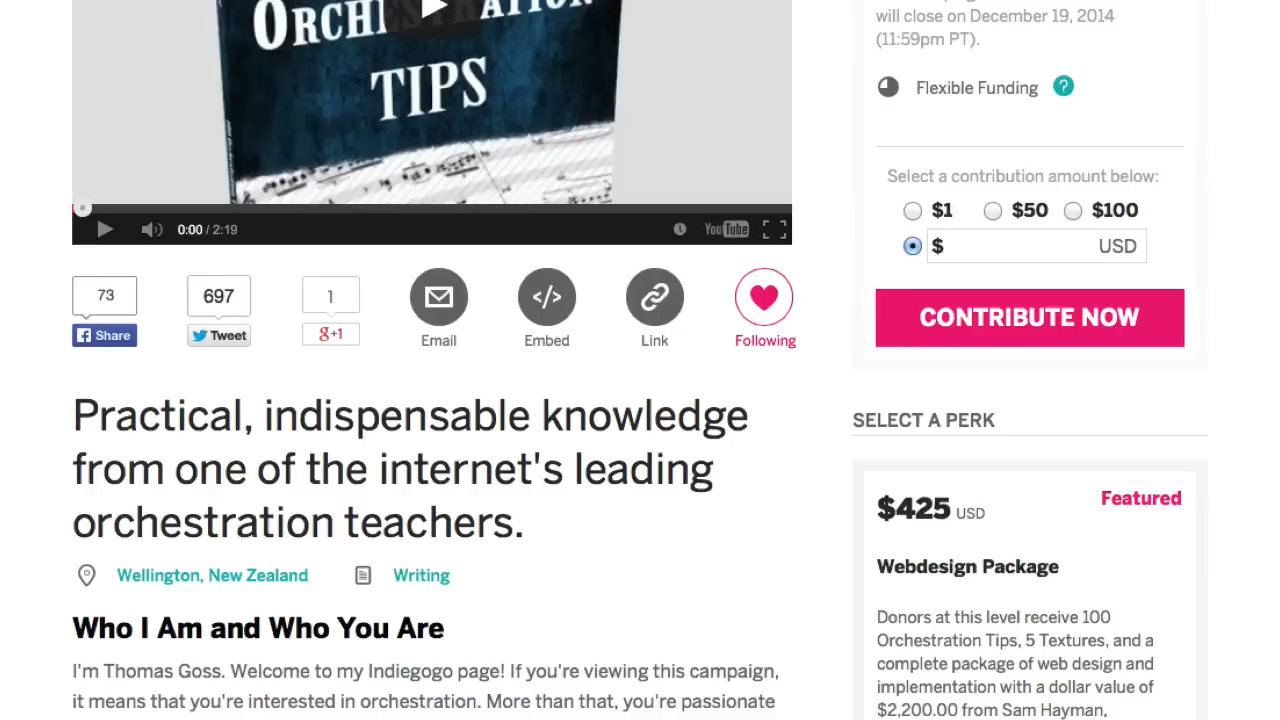 ORCHESTRATION
TIPS
0:00 / 2:19
YouTube
73
Share
697
Tweet
1
g+1
Email
Embed
Link
Following
Practical, indispensable knowledge
from one of the internet's leading
orchestration teachers.
Wellington, New Zealand
Writing
Who I Am and Who You Are
I'm Thomas Goss. Welcome to my Indiegogo page! If you're viewing this campaign,
it means that you're interested in orchestration. More than that, you're passionate
will close on December 19, 2014
(11:59pm PT).
Flexible Funding ?
Select a contribution amount below:
$1 $50 $100
$ USD
CONTRIBUTE NOW
SELECT A PERK
$425 USD
Featured
Webdesign Package
Donors at this level receive 100
Orchestration Tips, 5 Textures, and a
complete package of web design and
implementation with a dollar value of
$2,200.00 from Sam Hayman,